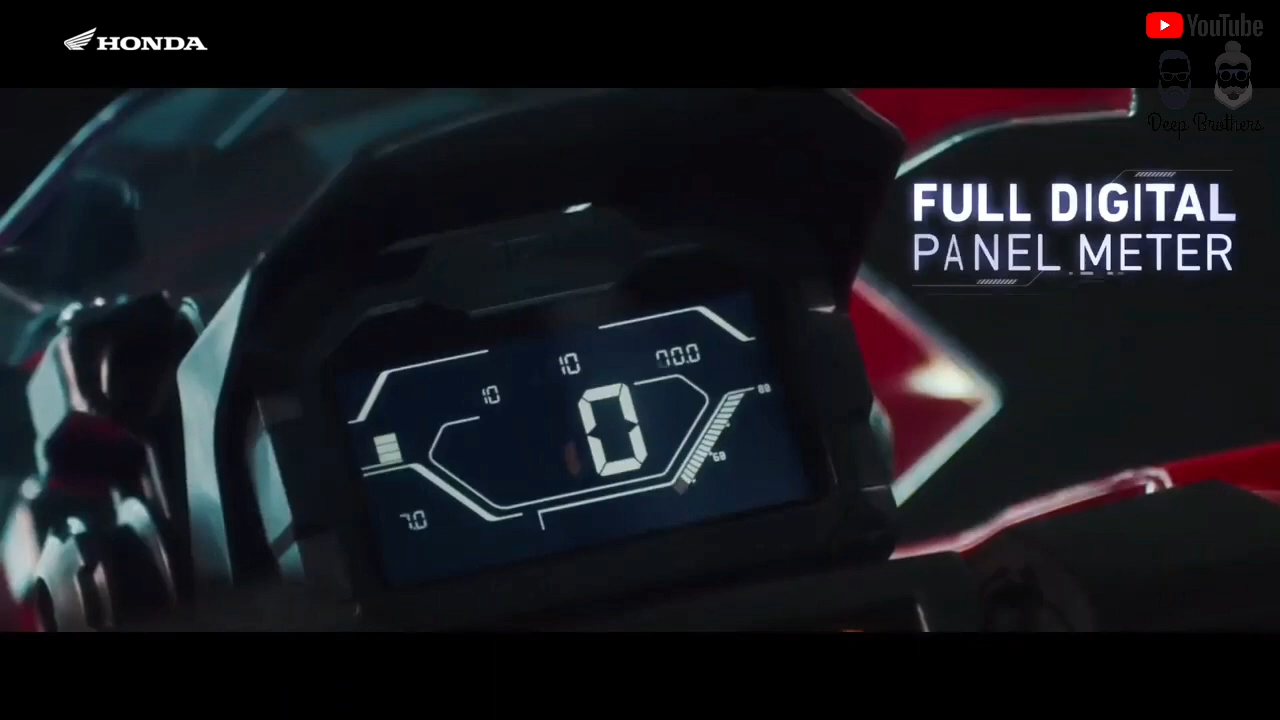 HONDA
YouTube
Deep Brothers
FULL DIGITAL
PANEL METER
10
10
70.0
0
80
60
7.0